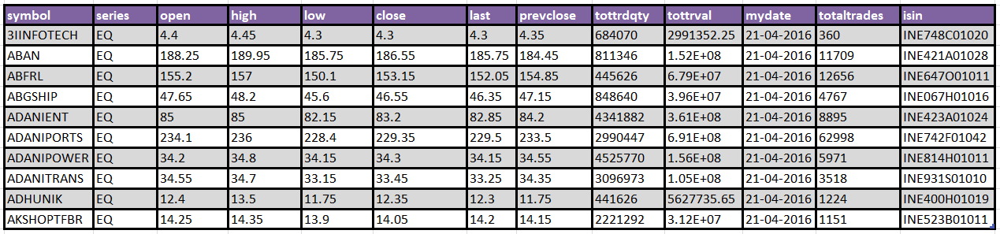 symbol series open high low close last prevclose tottrdqty tottrval mydate totaltrades isin
3IINFOTECH EQ 4.4 4.45 4.3 4.3 4.3 4.35 684070 2991352.25 21-04-2016 360 INE748C01020
ABAN EQ 188.25 189.95 185.75 186.55 185.75 184.45 811346 1.52E+08 21-04-2016 11709 INE421A01028
ABFRL EQ 155.2 157 150.1 153.15 152.05 154.85 445626 6.79E+07 21-04-2016 12656 INE647O01011
ABGSHIP EQ 47.65 48.2 45.6 46.55 46.35 47.15 848640 3.96E+07 21-04-2016 4767 INE067H01016
ADANIENT EQ 85 85 82.15 83.2 82.85 84.2 4341882 3.61E+08 21-04-2016 8895 INE423A01024
ADANIPORTS EQ 234.1 236 228.4 229.35 229.5 233.5 2990447 6.91E+08 21-04-2016 62998 INE742F01042
ADANIPOWER EQ 34.2 34.8 34.15 34.3 34.15 34.55 4525770 1.56E+08 21-04-2016 5971 INE814H01011
ADANITRANS EQ 34.55 34.7 33.15 33.45 33.25 34.35 3096973 1.05E+08 21-04-2016 3518 INE931S01010
ADHUNIK EQ 12.4 13.5 11.75 12.35 12.3 11.75 441626 5627735.65 21-04-2016 1224 INE400H01019
AKSHOPTFBR EQ 14.25 14.35 13.9 14.05 14.2 14.15 2221292 3.12E+07 21-04-2016 1151 INE523B01011